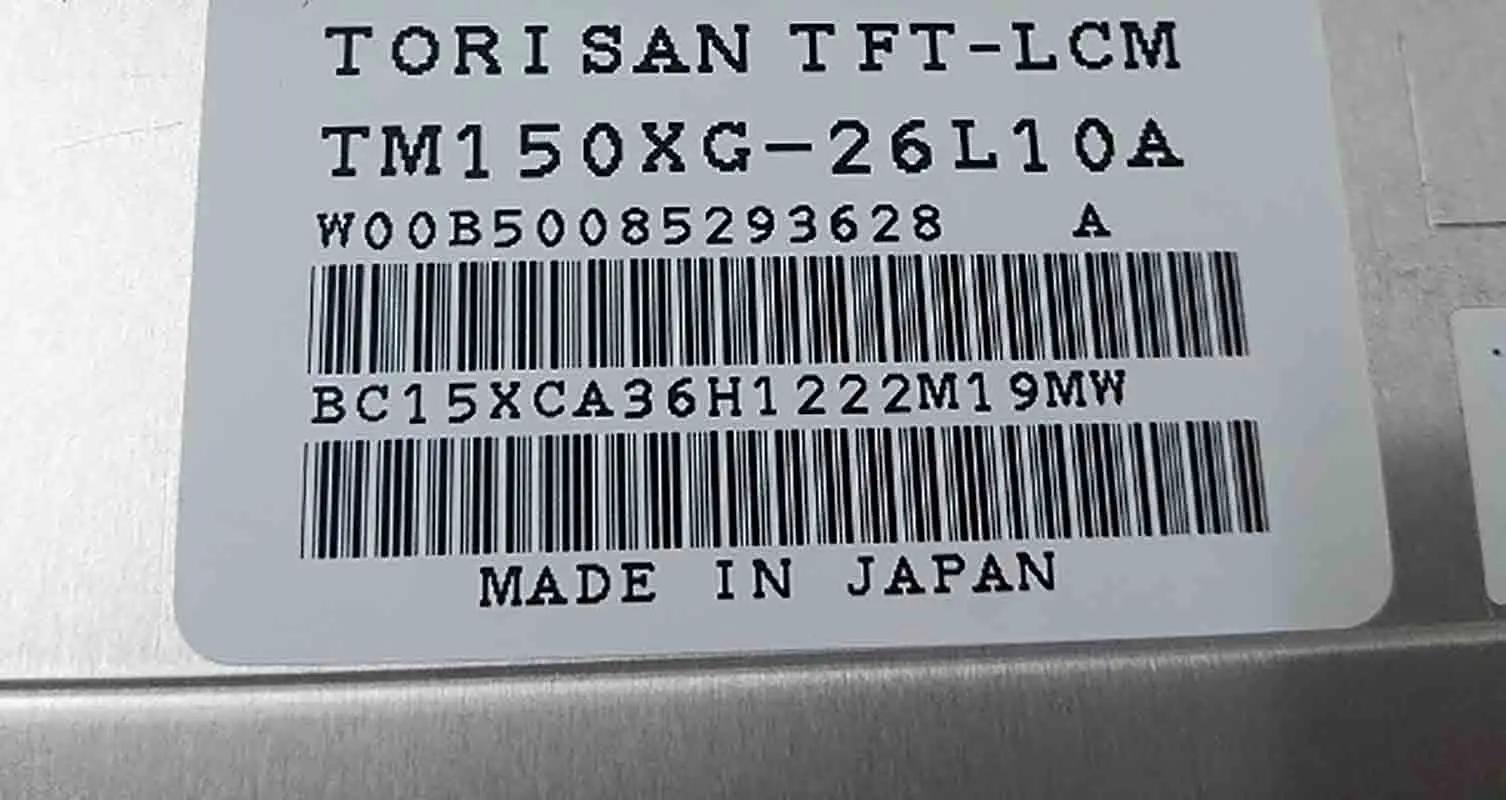 TORISAN TFT-LCM
TM150XG-26L10A
W00B50085293628 A
BC15XCA36H1222M19MW
MADE IN JAPAN